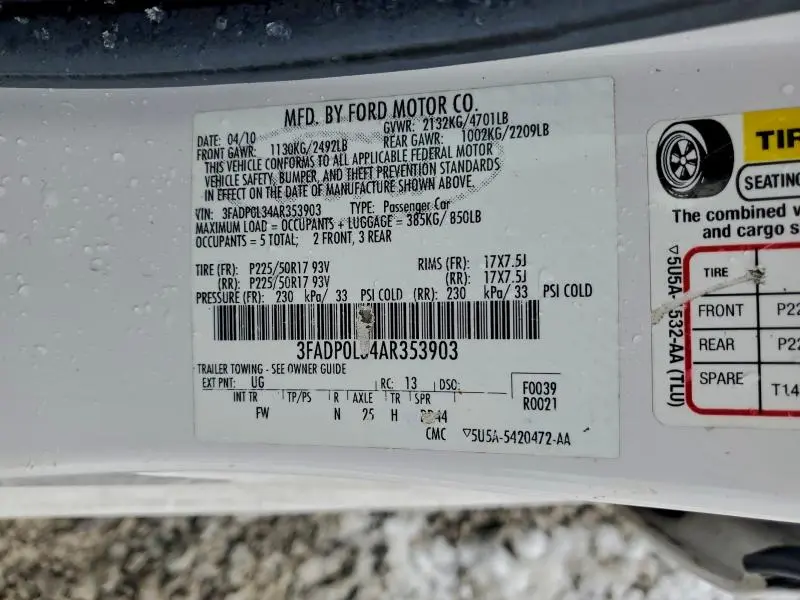 MFD. BY FORD MOTOR CO.
DATE: 04/10 GVWR: 2132KG/4701LB
FRONT GAWR: 1130KG/2492LB REAR GAWR: 1002KG/2209LB
THIS VEHICLE CONFORMS TO ALL APPLICABLE FEDERAL MOTOR
VEHICLE SAFETY, BUMPER, AND THEFT PREVENTION STANDARDS
IN EFFECT ON THE DATE OF MANUFACTURE SHOWN ABOVE.
VIN: 3FADP0L34AR353903 TYPE: Passenger Car
MAXIMUM LOAD = OCCUPANTS + LUGGAGE = 385KG/ 850LB
OCCUPANTS = 5 TOTAL; 2 FRONT, 3 REAR
TIRE (FR): P225/50R17 93V RIMS (FR): 17X7.5J
(RR): P225/50R17 93V (RR): 17X7.5J
PRESSURE (FR): 230 kPa/ 33 PSI COLD (RR): 230 kPa/ 33 PSI COLD
3FADP0L34AR353903
TRAILER TOWING - SEE OWNER GUIDE
EXT PNT: UG RC: 13 DSO: F0039
R0021
INT TR TP/PS R AXLE TR SPR
FW N 25 H
CMC ▽5U5A-5420472-AA
TIR
SEATING
The combined
and cargo s
TIRE
FRONT P22
REAR P22
SPARE T14
▽5U5A- 532-AA (TLU)